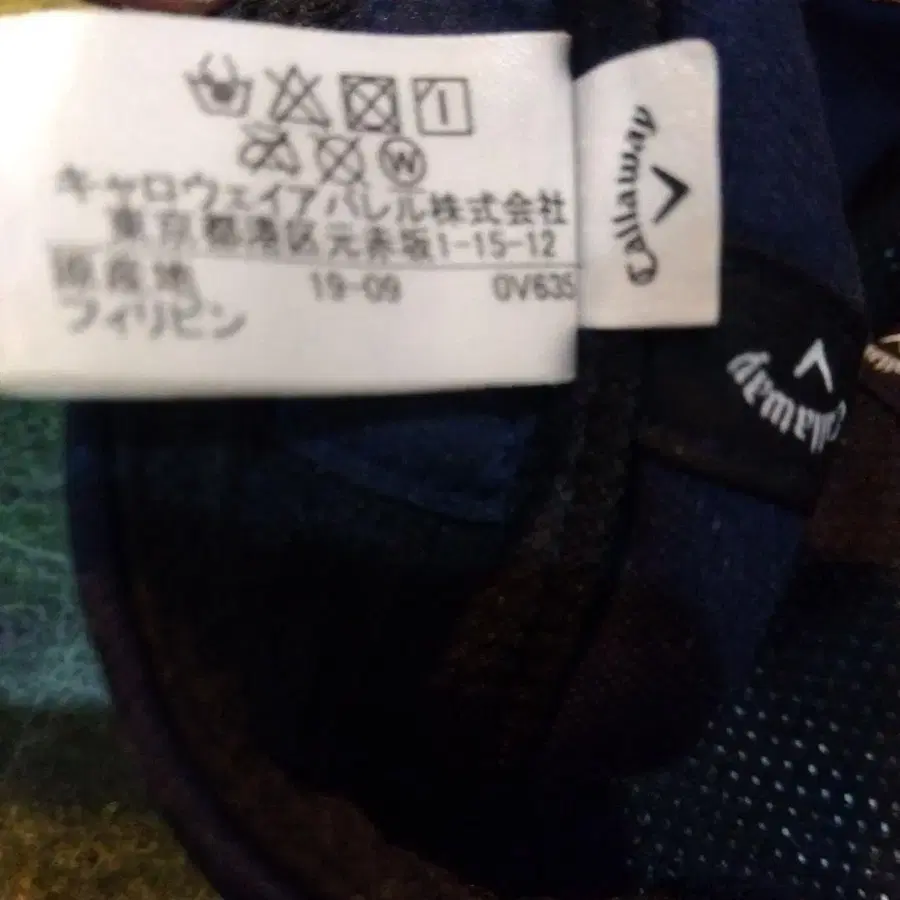 キャロウェイアパレル株式会社
東京都港区元赤坂1-15-12
原産地 19-09 0V635
フィリピン
Callaway
Callaway